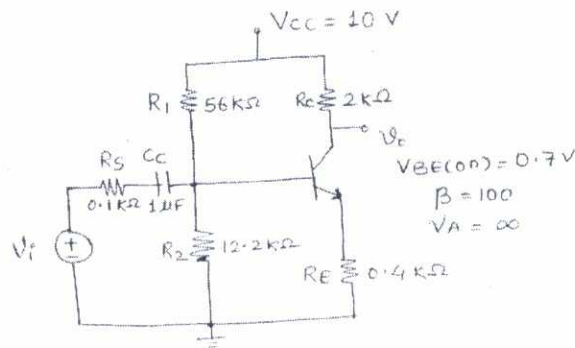 Vcc = 10 V
R1 56KΩ
Rc 2KΩ
vo
RS Cc
0.1KΩ 1μF
VBE(on) = 0.7V
β = 100
VA = ∞
Vi
R2 12.2KΩ
RE 0.4KΩ